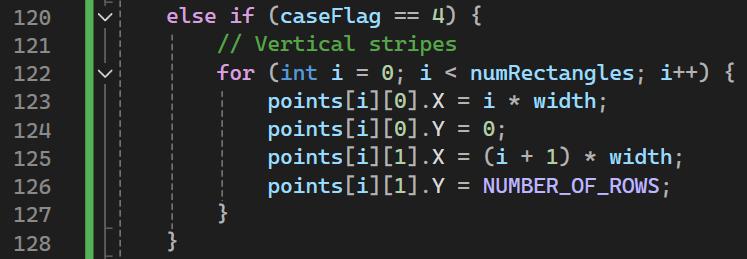 120 else if (caseFlag == 4) {
121 // Vertical stripes
122 for (int i = 0; i < numRectangles; i++) {
123 points[i][0].X = i * width;
124 points[i][0].Y = 0;
125 points[i][1].X = (i + 1) * width;
126 points[i][1].Y = NUMBER_OF_ROWS;
127 }
128 }